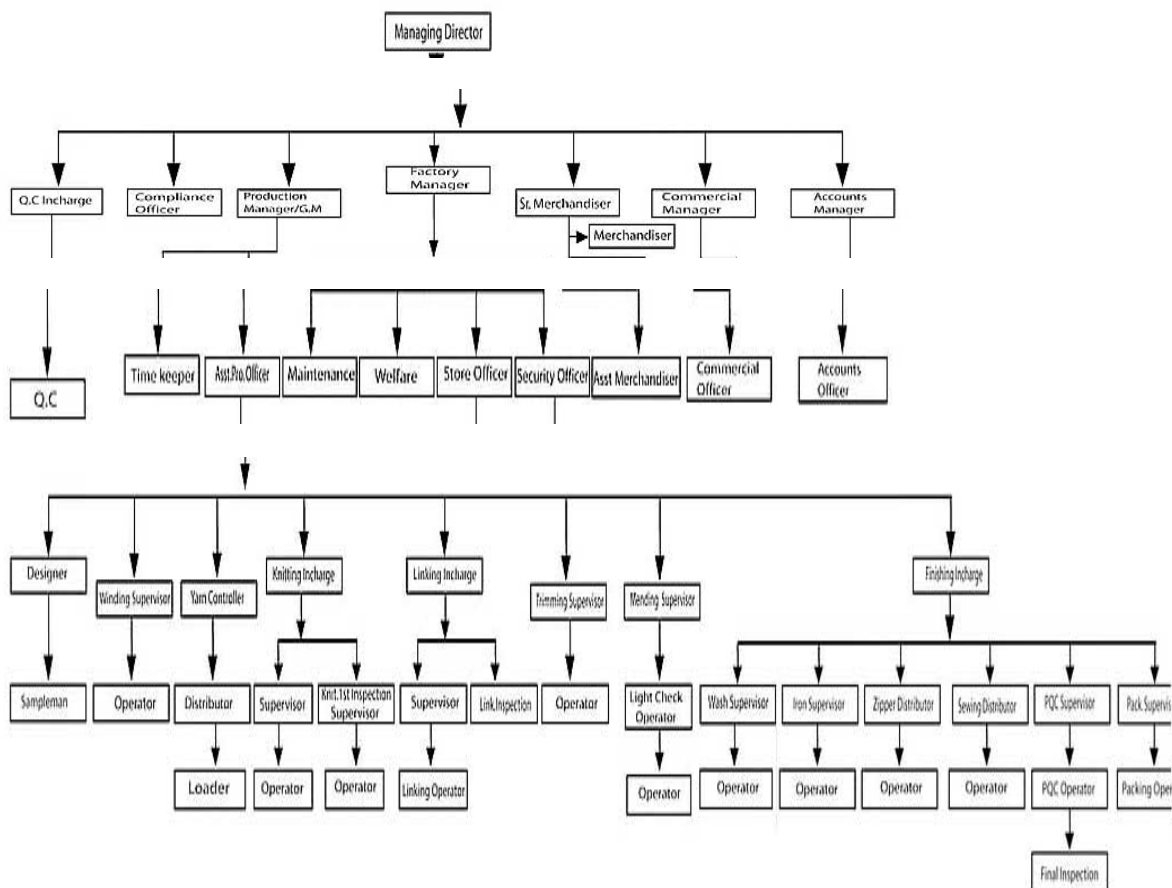 Managing Director
Q.C Incharge
Compliance
Officer
Production
Manager/G.M
Factory
Manager
Sr. Merchandiser
Commercial
Manager
Accounts
Manager
Merchandiser
Q.C
Time keeper
Asst.Pro.Officer
Maintenance
Welfare
Store Officer
Security Officer
Asst Merchandiser
Commercial
Officer
Accounts
Officer
Designer
Winding Supervisor
Yarn Controller
Knitting Incharge
Linking Incharge
Trimming Supervisor
Mending Supervisor
Finishing Incharge
Sampleman
Operator
Distributor
Supervisor
Knit.1st Inspection
Supervisor
Supervisor
Link.Inspection
Operator
Light Check
Operator
Wash Supervisor
Iron Supervisor
Zipper Distributor
Sewing Distributor
PQC Supervisor
Pack Supervis
Loader
Operator
Operator
Linking Operator
Operator
Operator
Operator
Operator
Operator
PQC Operator
Packing Oper
Final Inspection